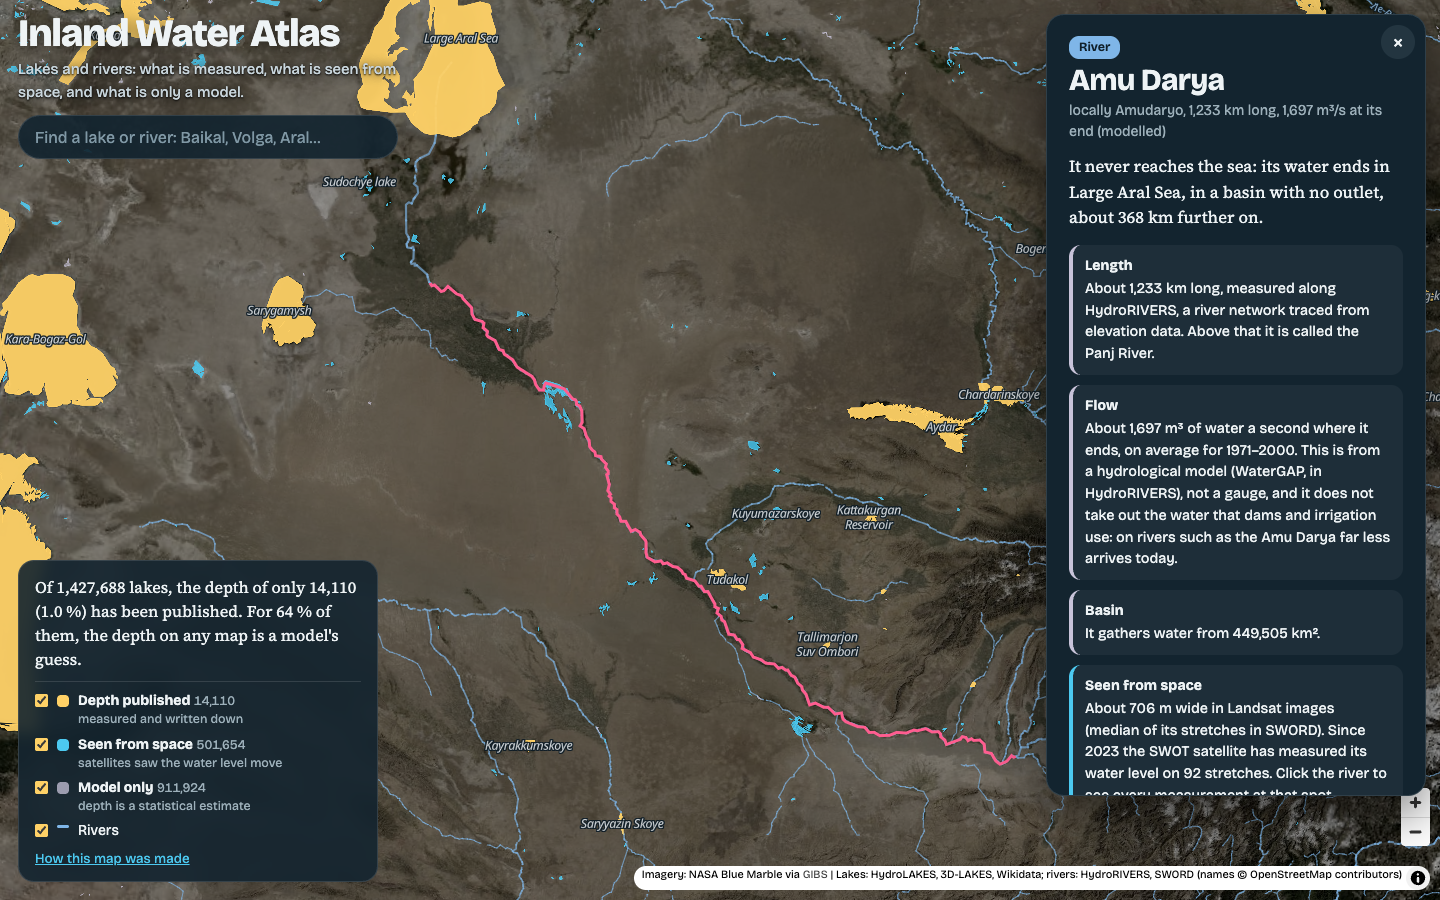 Inland Water Atlas
Lakes and rivers: what is measured, what is seen from
space, and what is only a model.
Find a lake or river: Baikal, Volga, Aral...
Large Aral Sea
Sudochye lake
Sarygamysh
Kara-Bogaz-Gol
Chardarinskoye
Aydar
Kuyumazarskoye
Kattakurgan
Reservoir
Tudakol
Tallimarjon
Suv Ombori
Kayrakkumskoye
Saryyazin Skoye
Of 1,427,688 lakes, the depth of only 14,110
(1.0 %) has been published. For 64 % of
them, the depth on any map is a model's
guess.
Depth published 14,110
measured and written down
Seen from space 501,654
satellites saw the water level move
Model only 911,924
depth is a statistical estimate
Rivers
How this map was made
River
×
Amu Darya
locally Amudaryo, 1,233 km long, 1,697 m³/s at its
end (modelled)
It never reaches the sea: its water ends in
Large Aral Sea, in a basin with no outlet,
about 368 km further on.
Length
About 1,233 km long, measured along
HydroRIVERS, a river network traced from
elevation data. Above that it is called the
Panj River.
Flow
About 1,697 m³ of water a second where it
ends, on average for 1971–2000. This is from
a hydrological model (WaterGAP, in
HydroRIVERS), not a gauge, and it does not
take out the water that dams and irrigation
use: on rivers such as the Amu Darya far less
arrives today.
Basin
It gathers water from 449,505 km².
Seen from space
About 706 m wide in Landsat images
(median of its stretches in SWORD). Since
2023 the SWOT satellite has measured its
water level on 92 stretches. Click the river to
see every measurement at that spot
+
−
Imagery: NASA Blue Marble via GIBS | Lakes: HydroLAKES, 3D-LAKES, Wikidata; rivers: HydroRIVERS, SWORD (names © OpenStreetMap contributors)